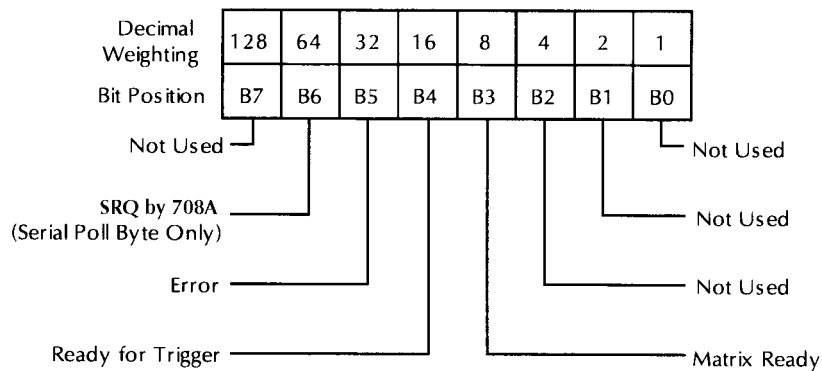 Decimal
Weighting
128 64 32 16 8 4 2 1
Bit Position
B7 B6 B5 B4 B3 B2 B1 B0
Not Used
Not Used
SRQ by 708A
(Serial Poll Byte Only)
Not Used
Error
Not Used
Ready for Trigger
Matrix Ready